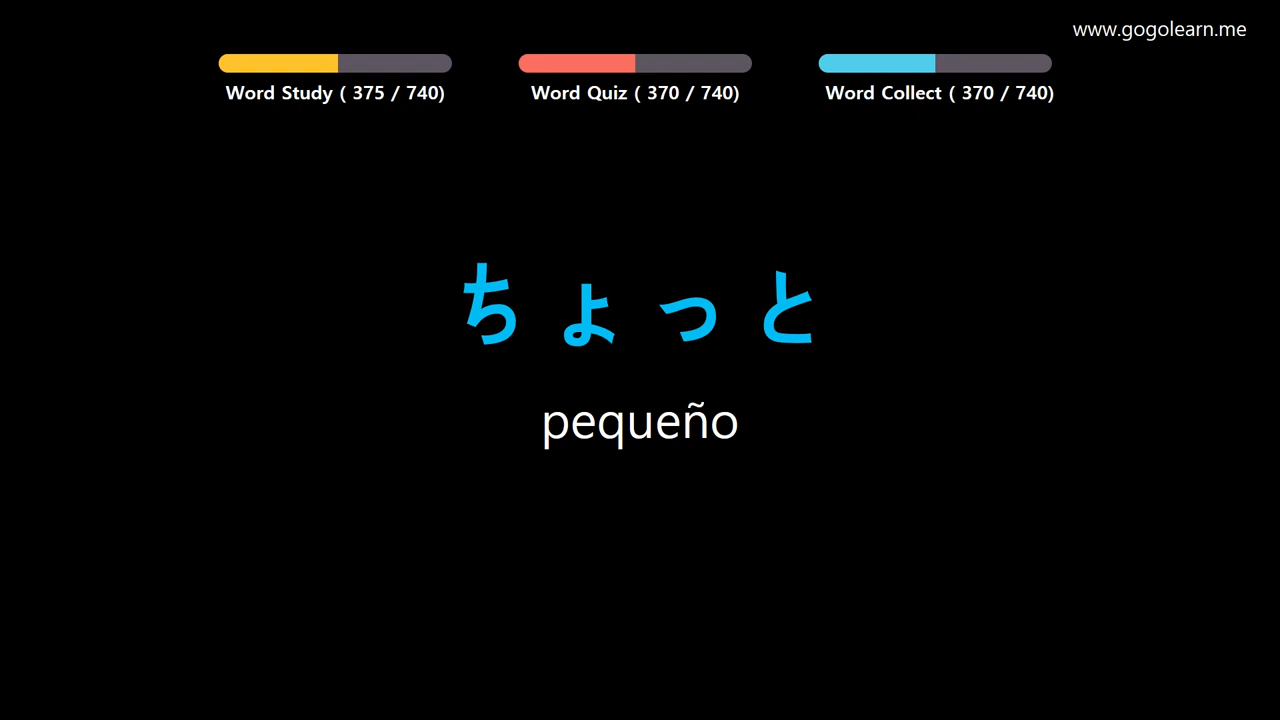 www.gogolearn.me
Word Study ( 375 / 740)
Word Quiz ( 370 / 740)
Word Collect ( 370 / 740)
ちょっと
pequeño